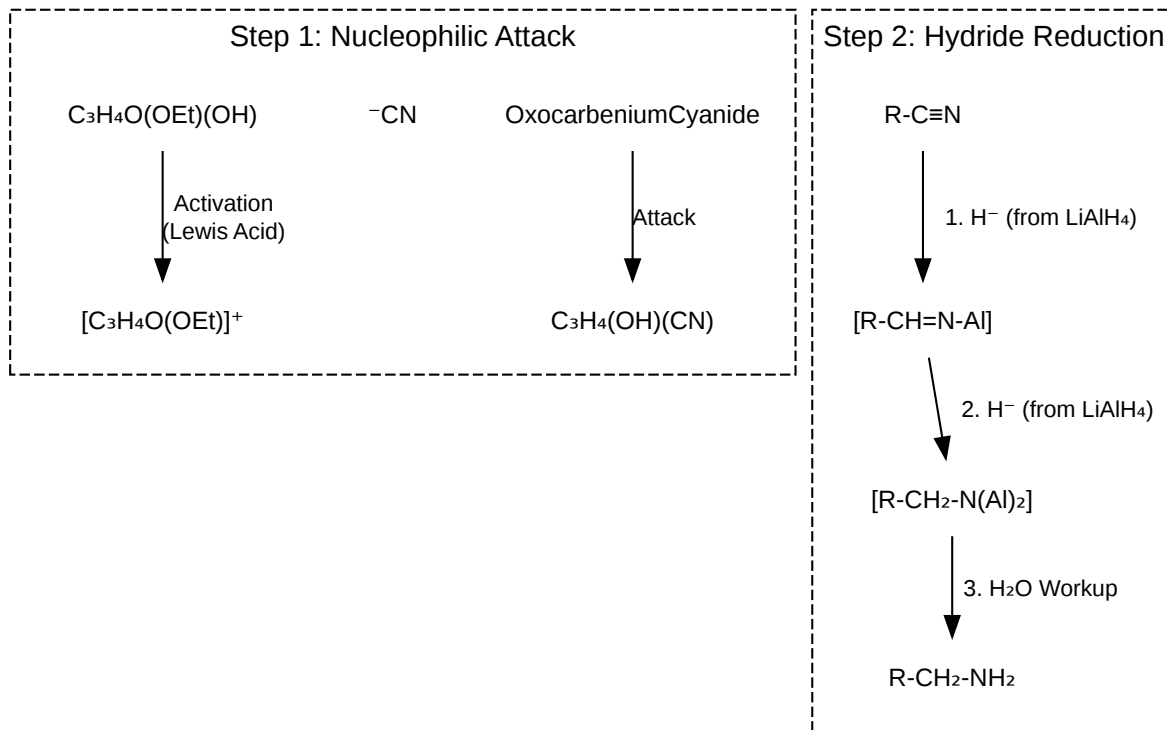 Step 1: Nucleophilic Attack
C₃H₄O(OEt)(OH)
⁻CN
OxocarbeniumCyanide
Activation
(Lewis Acid)
Attack
[C₃H₄O(OEt)]⁺
C₃H₄(OH)(CN)
Step 2: Hydride Reduction
R-C≡N
1. H⁻ (from LiAlH₄)
[R-CH=N-Al]
2. H⁻ (from LiAlH₄)
[R-CH₂-N(Al)₂]
3. H₂O Workup
R-CH₂-NH₂